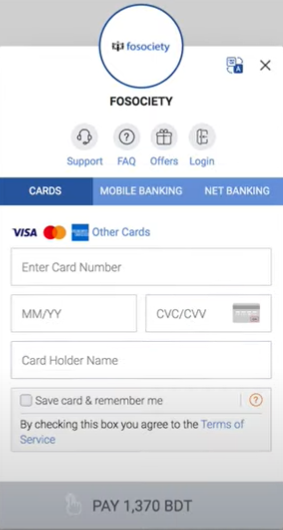 fosociety
FOSOCIETY
Support FAQ Offers Login
CARDS MOBILE BANKING NET BANKING
VISA Other Cards
Enter Card Number
MM/YY CVC/CVV
Card Holder Name
Save card & remember me ?
By checking this box you agree to the Terms of
Service
PAY 1,370 BDT